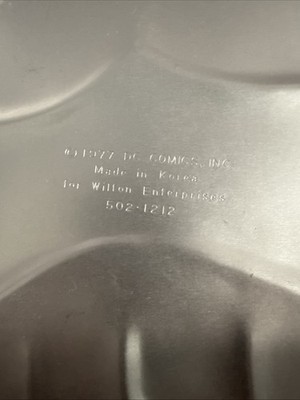 ©1977 DC COMICS, INC.
Made in Korea
for Wilton Enterprises
502-1212